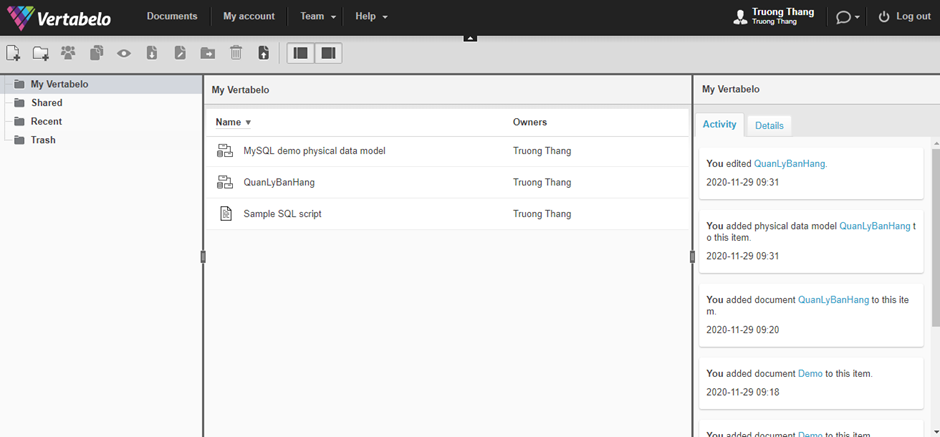 Vertabelo
Documents
My account
Team
Help
Truong Thang
Truong Thang
Log out
My Vertabelo
Shared
Recent
Trash
My Vertabelo
Name
Owners
MySQL demo physical data model
Truong Thang
QuanLyBanHang
Truong Thang
Sample SQL script
Truong Thang
My Vertabelo
Activity
Details
You edited QuanLyBanHang.
2020-11-29 09:31
You added physical data model QuanLyBanHang t
o this item.
2020-11-29 09:31
You added document QuanLyBanHang to this ite
m.
2020-11-29 09:20
You added document Demo to this item.
2020-11-29 09:18
You added document Demo to this item.